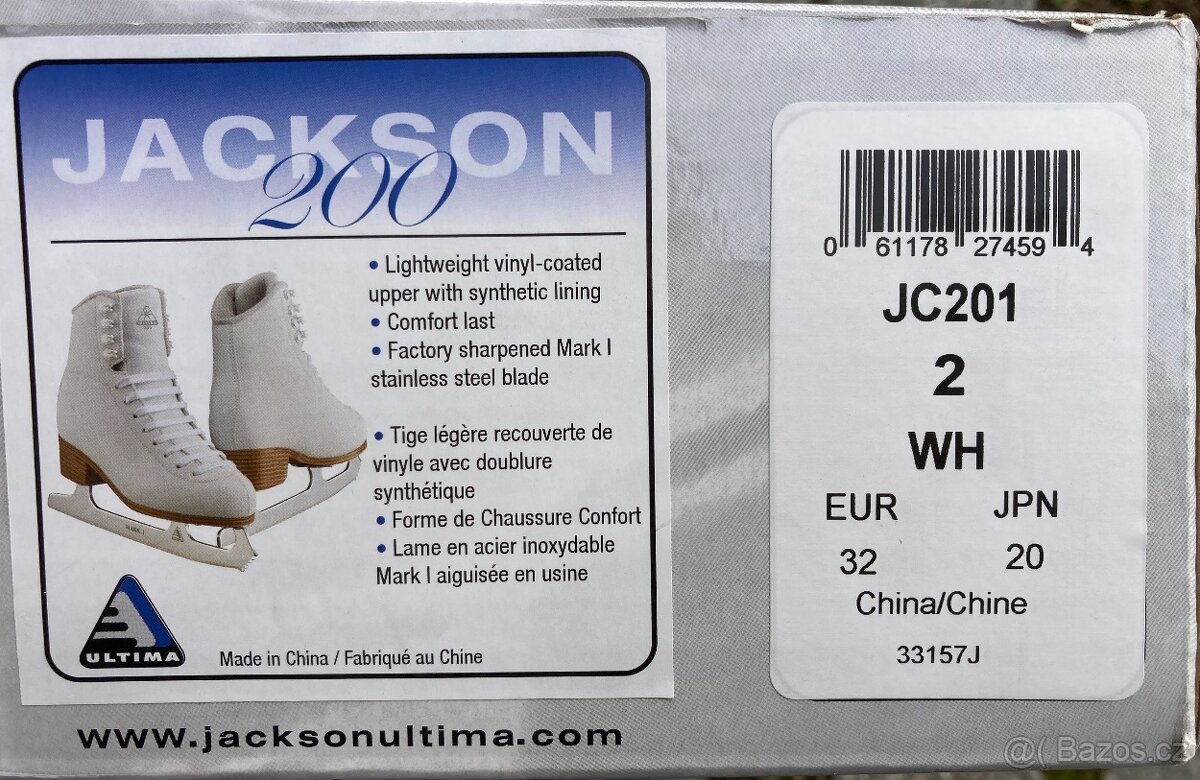 JACKSON
200
• Lightweight vinyl-coated
upper with synthetic lining
• Comfort last
• Factory sharpened Mark I
stainless steel blade
• Tige légère recouverte de
vinyle avec doublure
synthétique
• Forme de Chaussure Confort
• Lame en acier inoxydable
Mark I aiguisée en usine
ULTIMA
Made in China / Fabriqué au Chine
www.jacksonultima.com
0 61178 27459 4
JC201
2
WH
EUR JPN
32 20
China/Chine
33157J
@( Bazos.cz